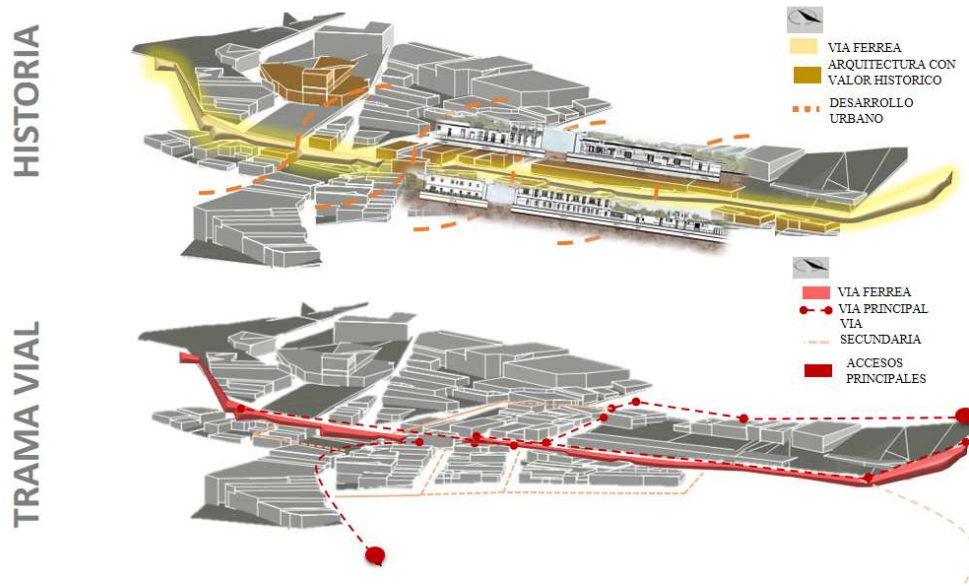 HISTORIA
VIA FERREA
ARQUITECTURA CON
VALOR HISTORICO
DESARROLLO
URBANO
TRAMA VIAL
VIA FERREA
VIA PRINCIPAL
VIA
SECUNDARIA
ACCESOS
PRINCIPALES